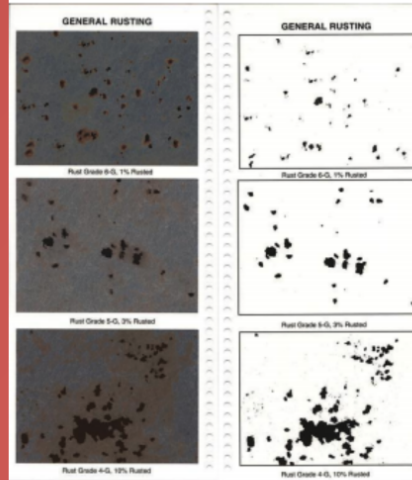 GENERAL RUSTING
Rust Grade 6-G, 1% Rusted
Rust Grade 5-G, 3% Rusted
Rust Grade 4-G, 10% Rusted
GENERAL RUSTING
Rust Grade 6-G, 1% Rusted
Rust Grade 5-G, 3% Rusted
Rust Grade 4-G, 10% Rusted